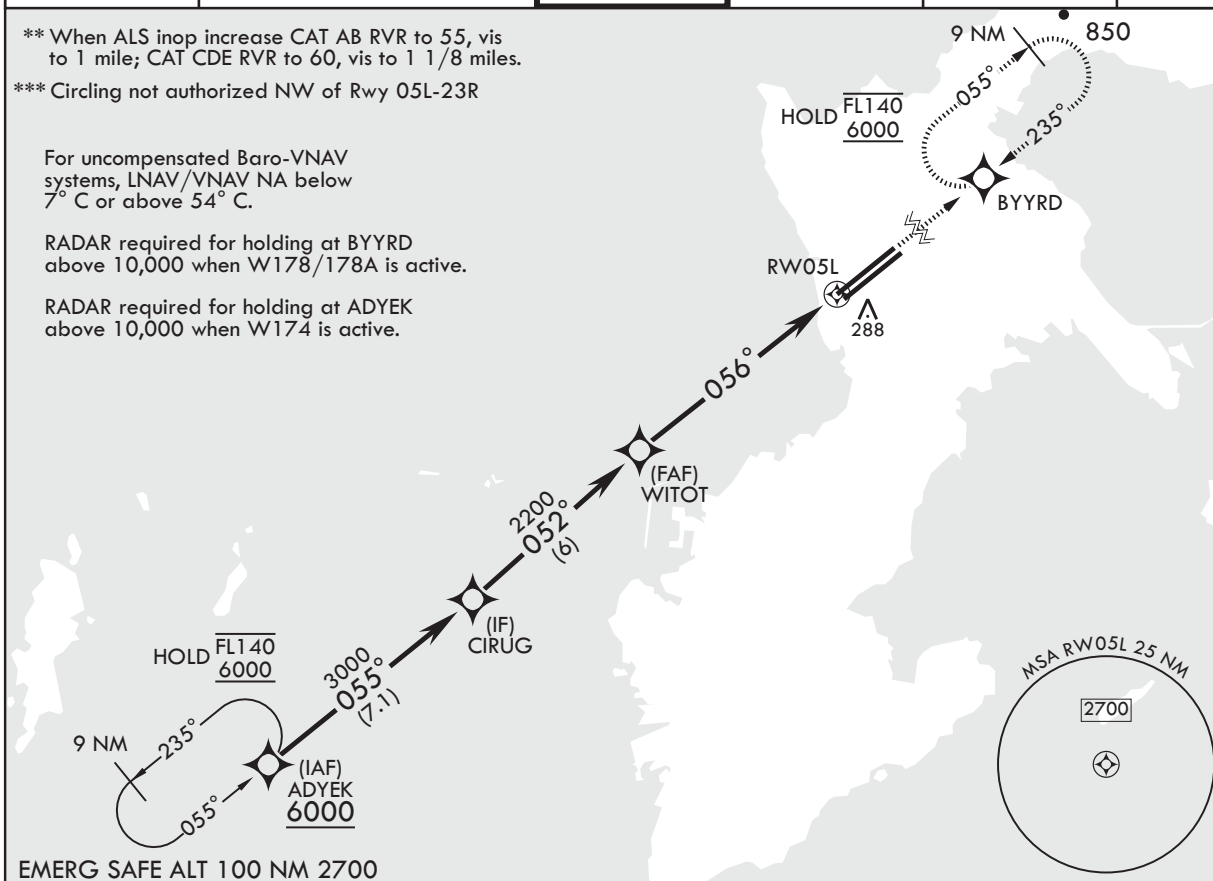 ** When ALS inop increase CAT AB RVR to 55, vis
to 1 mile; CAT CDE RVR to 60, vis to 1 1/8 miles.
*** Circling not authorized NW of Rwy 05L-23R
For uncompensated Baro-VNAV
systems, LNAV/VNAV NA below
7° C or above 54° C.
RADAR required for holding at BYYRD
above 10,000 when W178/178A is active.
RADAR required for holding at ADYEK
above 10,000 when W174 is active.
9 NM
850
055°
235°
HOLD FL140
6000
BYYRD
RW05L
288
056°
(FAF)
WITOT
2200
052°
(6)
(IF)
CIRUG
3000
055°
(7.1)
HOLD FL140
6000
9 NM
235°
055°
(IAF)
ADYEK
6000
MSA RW05L 25 NM
2700
EMERG SAFE ALT 100 NM 2700